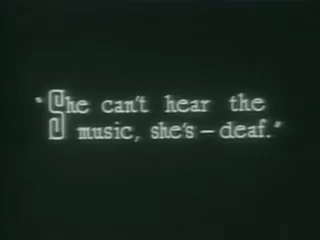 "She can't hear the
music, she's — deaf."